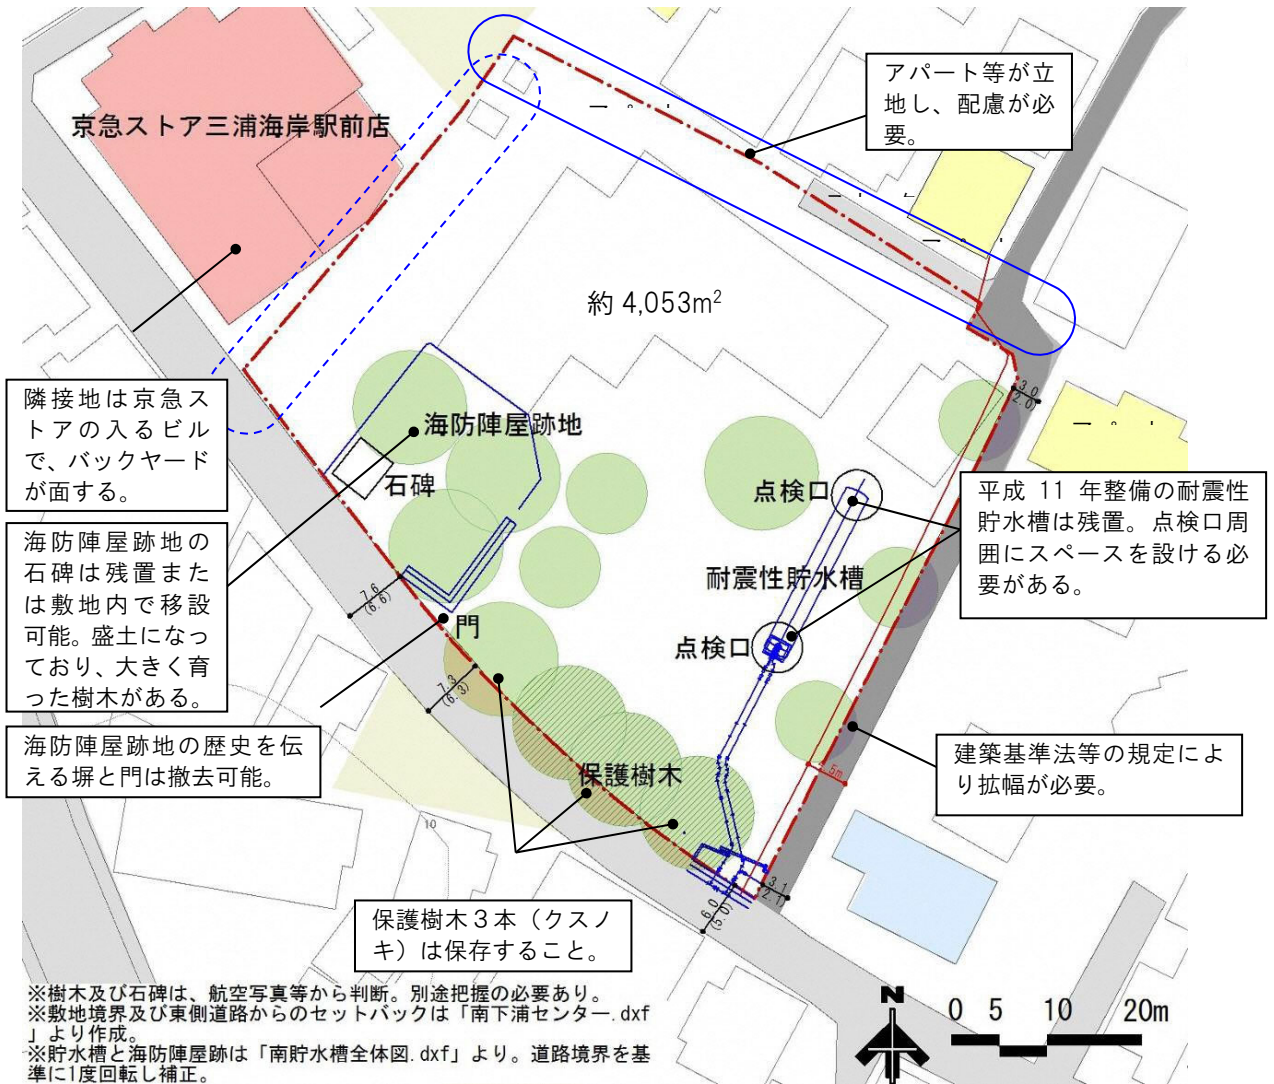 アパート等が立
地し、配慮が必
要。
京急ストア三浦海岸駅前店
約 4,053m²
隣接地は京急ス
トアの入るビル
で、バックヤード
が面する。
海防陣屋跡地
石碑
3.0
(2.0)
点検口
平成 11 年整備の耐震性
貯水槽は残置。点検口周
囲にスペースを設ける必
要がある。
海防陣屋跡地の
石碑は残置また
は敷地内で移設
可能。盛土になっ
ており、大きく育
った樹木がある。
耐震性貯水槽
7.6
(6.6)
門
点検口
7.3
(6.3)
海防陣屋跡地の歴史を伝
える塀と門は撤去可能。
建築基準法等の規定によ
り拡幅が必要。
保護樹木
10
3.1
(2.1)
6.0
(5.0)
保護樹木3本(クスノ
キ)は保存すること。
※樹木及び石碑は、航空写真等から判断。別途把握の必要あり。
※敷地境界及び東側道路からのセットバックは「南下浦センター.dxf
」より作成。
※貯水槽と海防陣屋跡は「南貯水槽全体図.dxf」より。道路境界を基
準に1度回転し補正。
N
0 5 10 20m